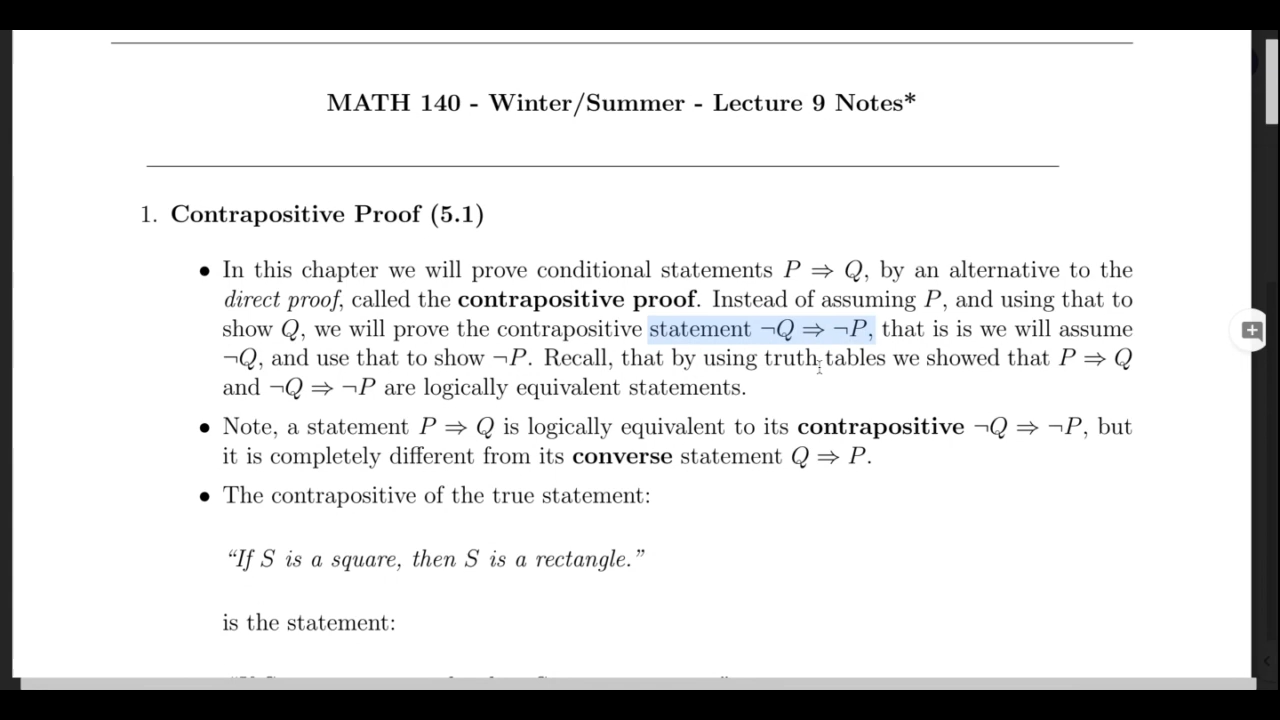 MATH 140 - Winter/Summer - Lecture 9 Notes*
1. Contrapositive Proof (5.1)
• In this chapter we will prove conditional statements P ⇒ Q, by an alternative to the
direct proof, called the contrapositive proof. Instead of assuming P, and using that to
show Q, we will prove the contrapositive statement ¬Q ⇒ ¬P, that is is we will assume
¬Q, and use that to show ¬P. Recall, that by using truth tables we showed that P ⇒ Q
and ¬Q ⇒ ¬P are logically equivalent statements.
• Note, a statement P ⇒ Q is logically equivalent to its contrapositive ¬Q ⇒ ¬P, but
it is completely different from its converse statement Q ⇒ P.
• The contrapositive of the true statement:
“If S is a square, then S is a rectangle.”
is the statement: